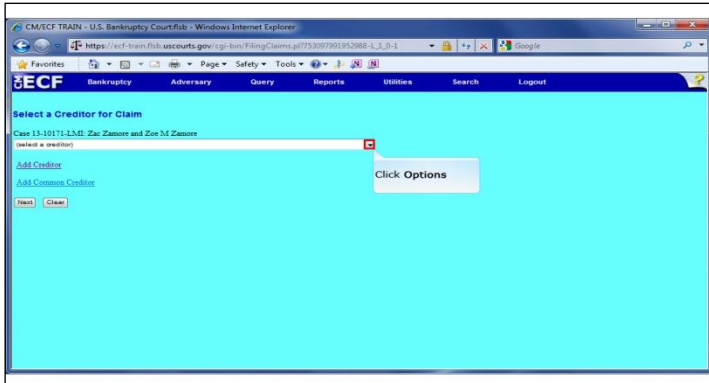 CM/ECF TRAIN - U.S. Bankruptcy Court:flsb - Windows Internet Explorer
https://ecf-train.flsb.uscourts.gov/cgi-bin/FilingClaims.pl?753097991952988-L_1_0-1
Google
Favorites Page Safety Tools
ECF Bankruptcy Adversary Query Reports Utilities Search Logout ?
Select a Creditor for Claim
Case 13-10171-LMI: Zac Zamore and Zoe M Zamore
(select a creditor)
Click Options
Add Creditor
Add Common Creditor
Next Clear